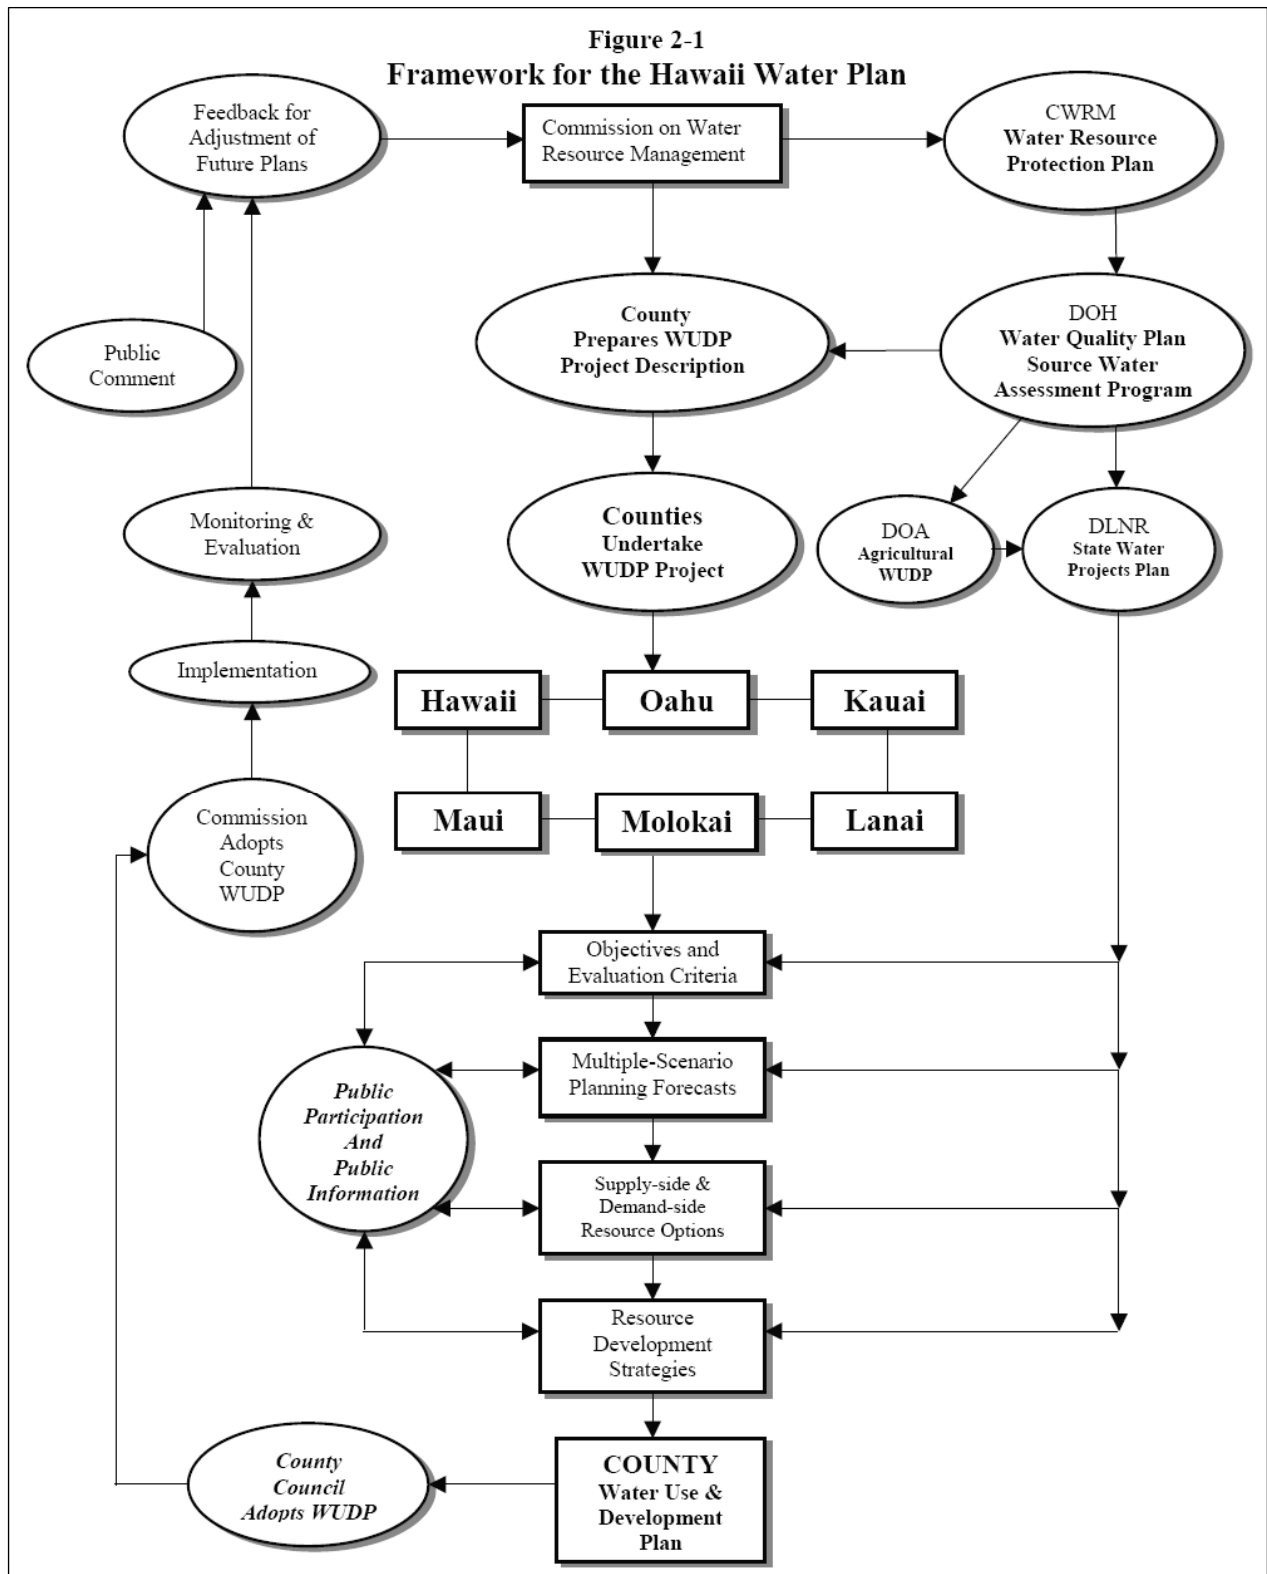 Figure 2-1
Framework for the Hawaii Water Plan
Feedback for
Adjustment of
Future Plans
Commission on Water
Resource Management
CWRM
Water Resource
Protection Plan
Public
Comment
County
Prepares WUDP
Project Description
DOH
Water Quality Plan
Source Water
Assessment Program
Monitoring &
Evaluation
Counties
Undertake
WUDP Project
DOA
Agricultural
WUDP
DLNR
State Water
Projects Plan
Implementation
Hawaii
Oahu
Kauai
Maui
Molokai
Lanai
Commission
Adopts
County
WUDP
Objectives and
Evaluation Criteria
Multiple-Scenario
Planning Forecasts
Public
Participation
And
Public
Information
Supply-side &
Demand-side
Resource Options
Resource
Development
Strategies
County
Council
Adopts WUDP
COUNTY
Water Use &
Development
Plan